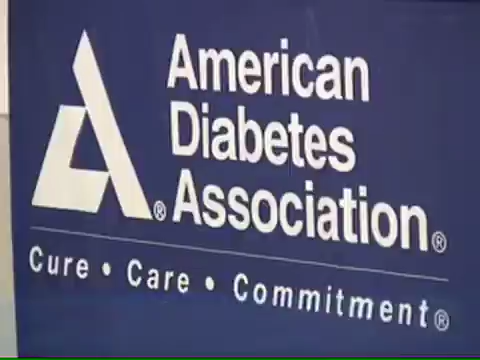 American
Diabetes
® Association®
Cure • Care • Commitment®